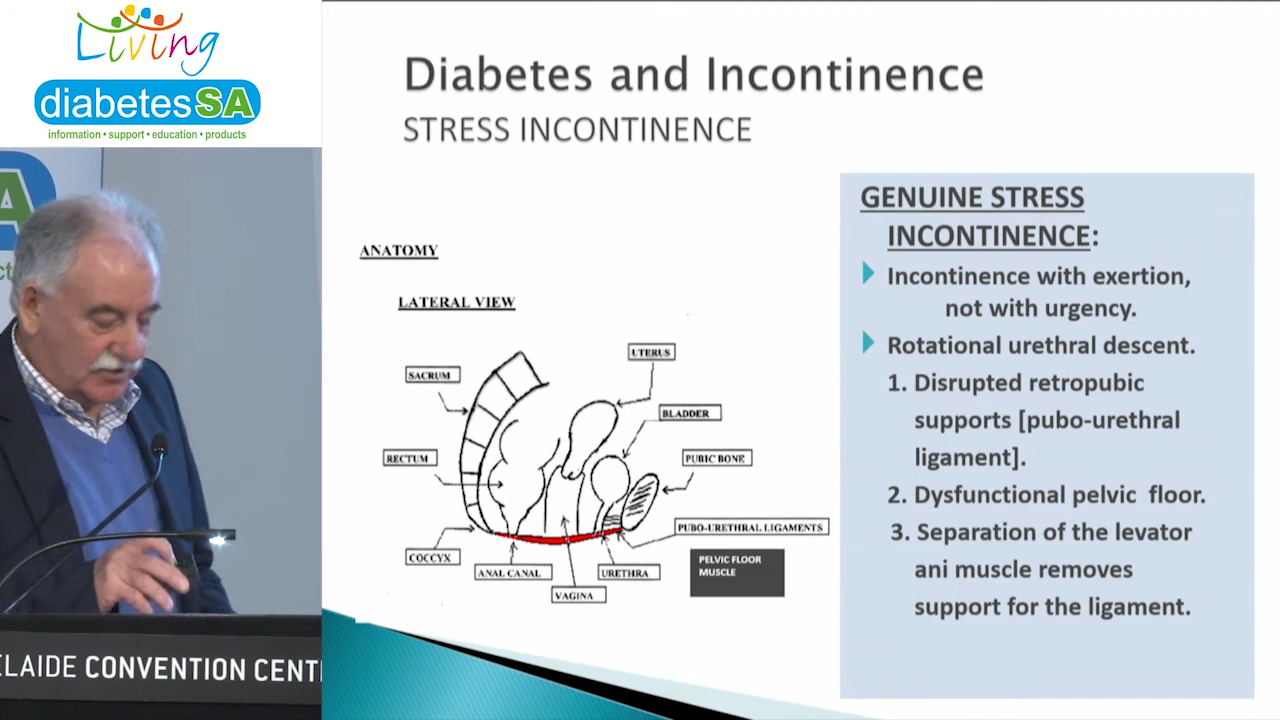 Living
diabetesSA
information • support • education • products
A
ELAIDE CONVENTION CENT
Diabetes and Incontinence
STRESS INCONTINENCE
ANATOMY
LATERAL VIEW
SACRUM
UTERUS
BLADDER
RECTUM
PUBIC BONE
PUBO-URETHRAL LIGAMENTS
COCCYX
ANAL CANAL
URETHRA
VAGINA
PELVIC FLOOR
MUSCLE
GENUINE STRESS
INCONTINENCE:
Incontinence with exertion,
not with urgency.
Rotational urethral descent.
1. Disrupted retropubic
supports [pubo-urethral
ligament].
2. Dysfunctional pelvic floor.
3. Separation of the levator
ani muscle removes
support for the ligament.